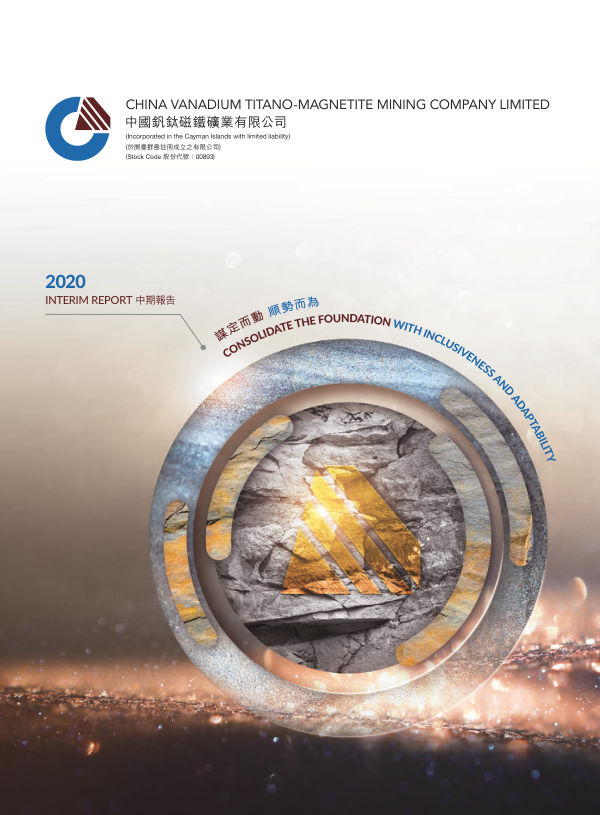 CHINA VANADIUM TITANO-MAGNETITE MINING COMPANY LIMITED
中國釩鈦磁鐵礦業有限公司
(Incorporated in the Cayman Islands with limited liability)
(於開曼群島註冊成立之有限公司)
(Stock Code 股份代號：00893)
2020
INTERIM REPORT 中期報告
謀定而動 順勢而為
CONSOLIDATE THE FOUNDATION WITH INCLUSIVENESS AND ADAPTABILITY